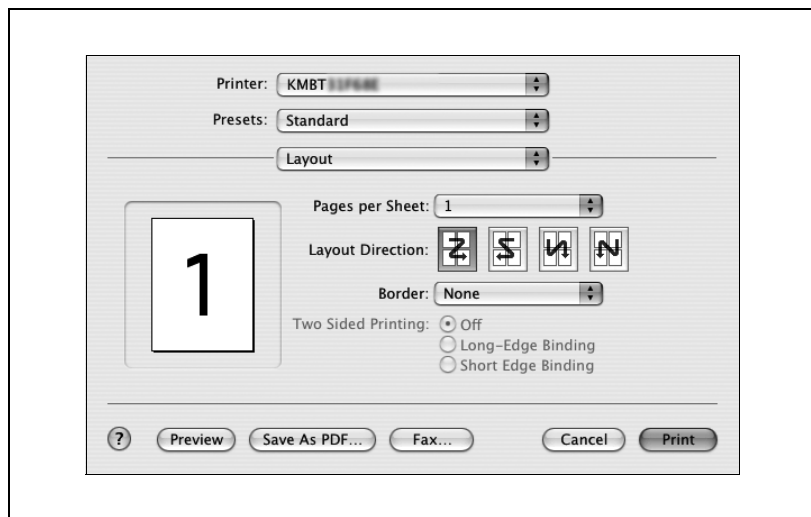 Printer: KMBT
Presets: Standard
Layout
Pages per Sheet: 1
Layout Direction:
1
Border: None
Two Sided Printing: Off
Long-Edge Binding
Short Edge Binding
? Preview Save As PDF... Fax... Cancel Print